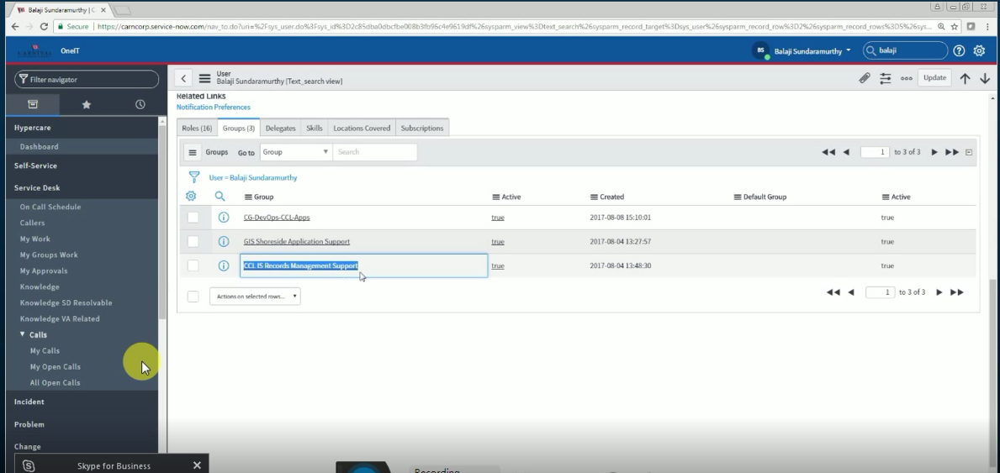 Balaji Sundaramurthy | C
Secure | https://carncorp.service-now.com/nav_to.do?uri=%2Fsys_user.do%3Fsys_id%3D2c85dba0dbcfbe008b3fb96c4e9619df%26sysparm_view%3Dtext_search%26sysparm_record_target%3Dsys_user%26sysparm_record_row%3D2%26sysparm_record_rows%3D5%26sys...
CARNIVAL OneIT BS Balaji Sundaramurthy balaji
Filter navigator
User
Balaji Sundaramurthy [Text_search view]
Update
Related Links
Notification Preferences
Roles (16) Groups (3) Delegates Skills Locations Covered Subscriptions
Groups Go to Group Search 1 to 3 of 3
User = Balaji Sundaramurthy
Group Active Created Default Group Active
CG-DevOps-CCL-Apps true 2017-08-08 15:10:01 true
GIS Shoreside Application Support true 2017-08-04 13:27:57 true
CCL IS Records Management Support true 2017-08-04 13:48:30 true
Actions on selected rows... 1 to 3 of 3
Hypercare
Dashboard
Self-Service
Service Desk
On Call Schedule
Callers
My Work
My Groups Work
My Approvals
Knowledge
Knowledge SD Resolvable
Knowledge VA Related
Calls
My Calls
My Open Calls
All Open Calls
Incident
Problem
Change
Skype for Business
Recording